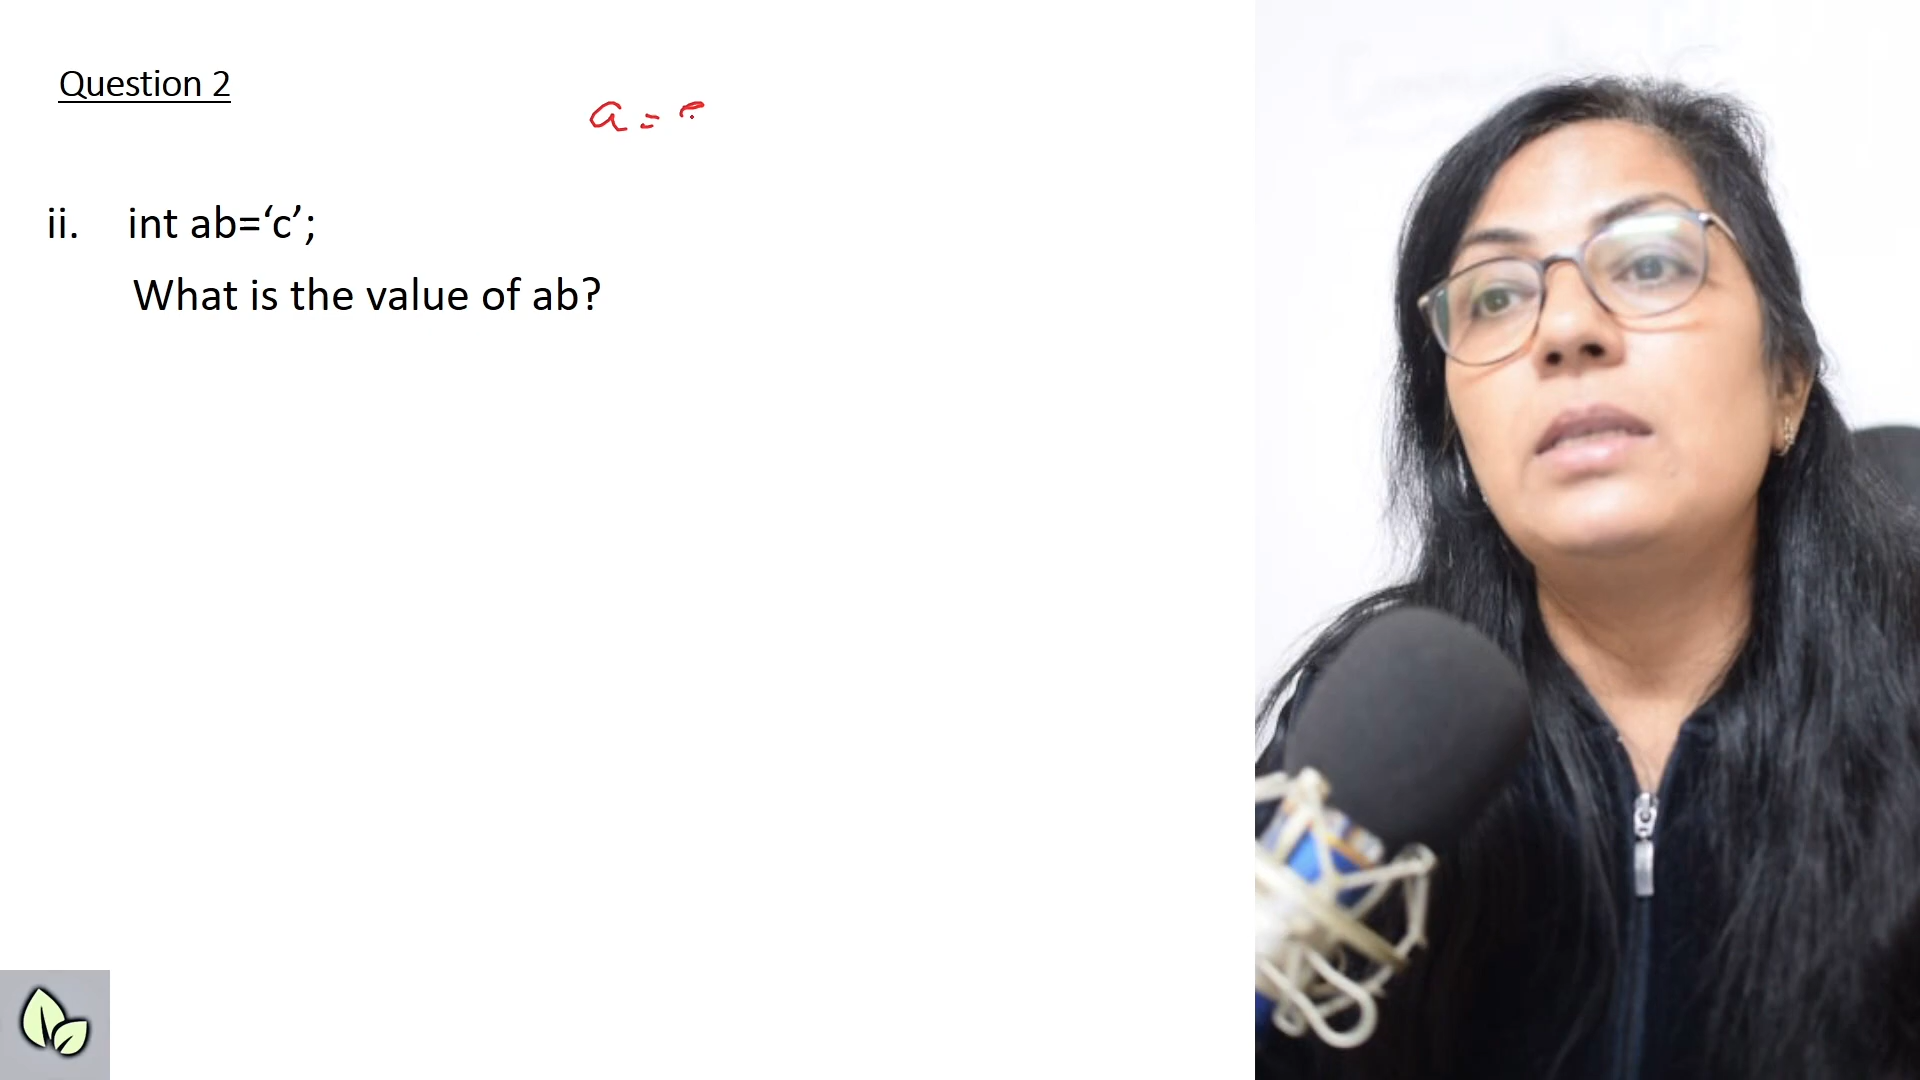 Question 2
a =
ii. int ab=‘c’;
What is the value of ab?